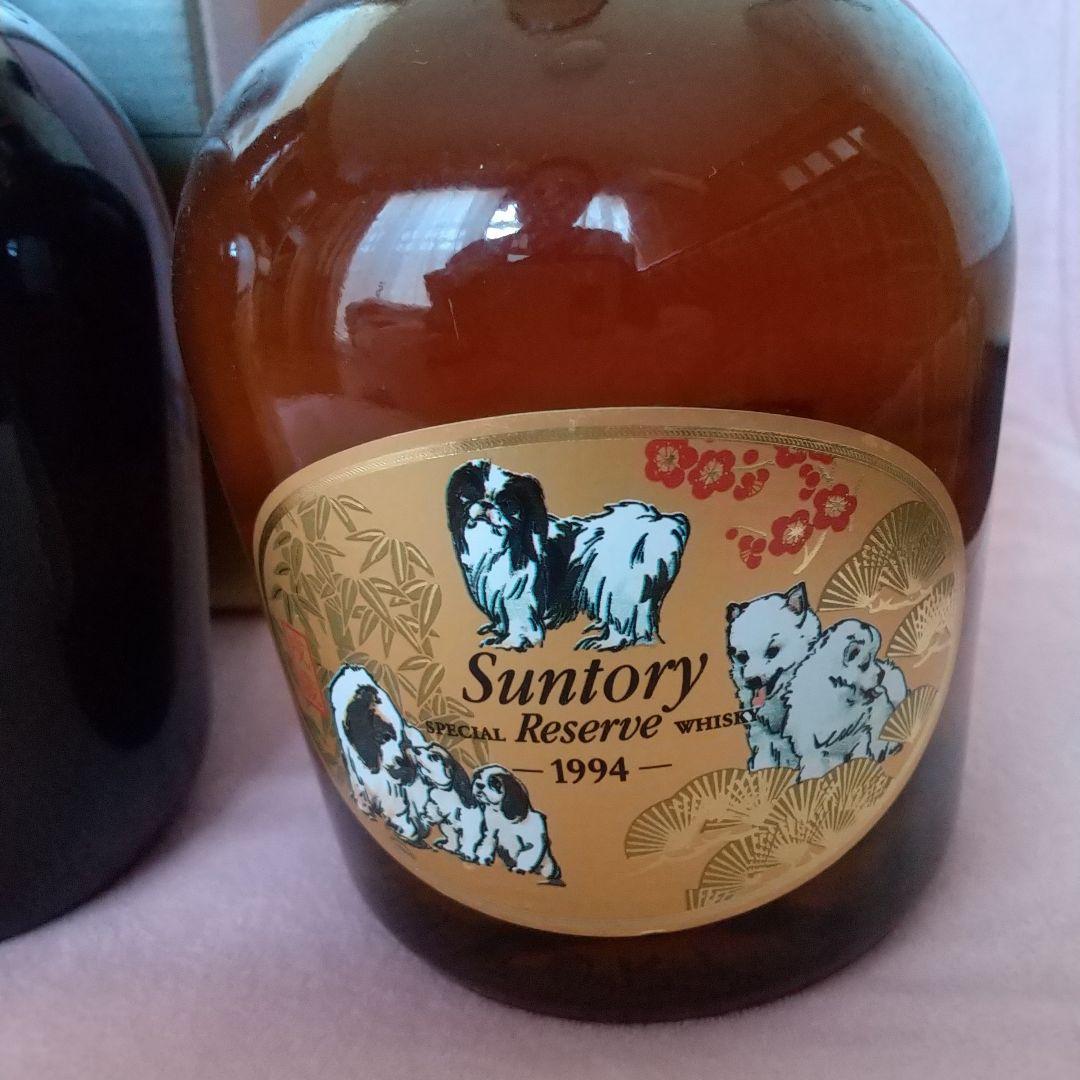 Suntory
SPECIAL Reserve WHISKY
— 1994 —